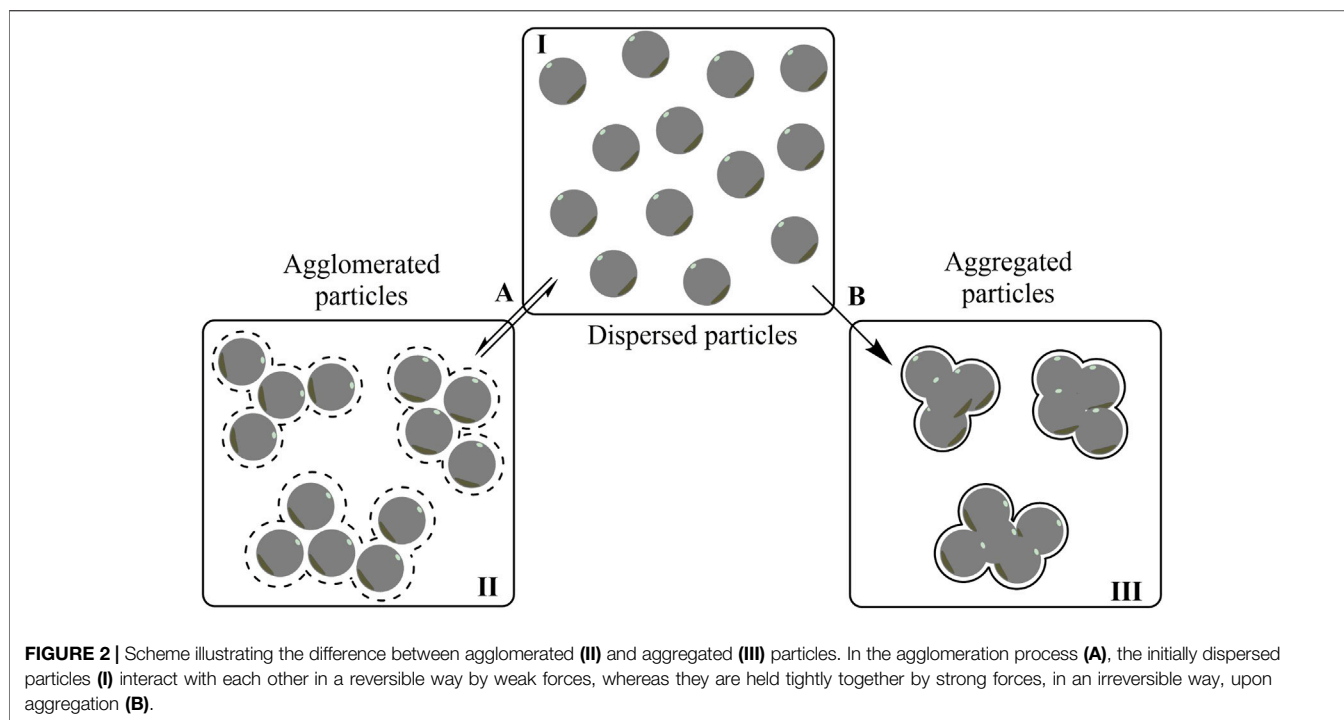 I
Agglomerated
particles
A
Dispersed particles
B
Aggregated
particles
II
III
FIGURE 2 | Scheme illustrating the difference between agglomerated (II) and aggregated (III) particles. In the agglomeration process (A), the initially dispersed
particles (I) interact with each other in a reversible way by weak forces, whereas they are held tightly together by strong forces, in an irreversible way, upon
aggregation (B).